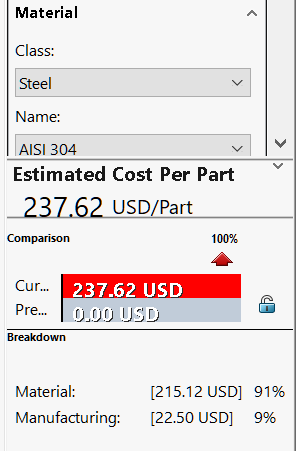 Material
Class:
Steel
Name:
AISI 304
Estimated Cost Per Part
237.62 USD/Part
Comparison 100%
Cur... 237.62 USD
Pre... 0.00 USD
Breakdown
Material: [215.12 USD] 91%
Manufacturing: [22.50 USD] 9%